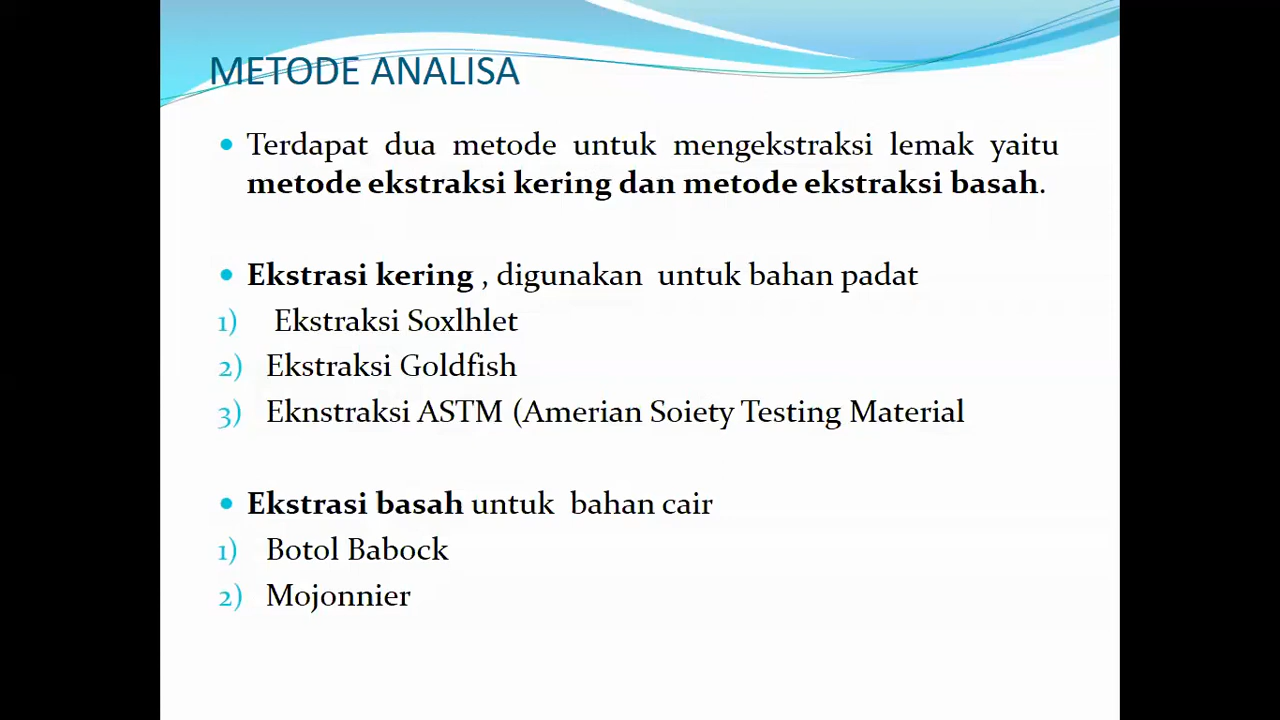 METODE ANALISA
• Terdapat dua metode untuk mengekstraksi lemak yaitu
metode ekstraksi kering dan metode ekstraksi basah.
• Ekstrasi kering , digunakan untuk bahan padat
1) Ekstraksi Soxlhlet
2) Ekstraksi Goldfish
3) Eknstraksi ASTM (Amerian Soiety Testing Material
• Ekstrasi basah untuk bahan cair
1) Botol Babock
2) Mojonnier